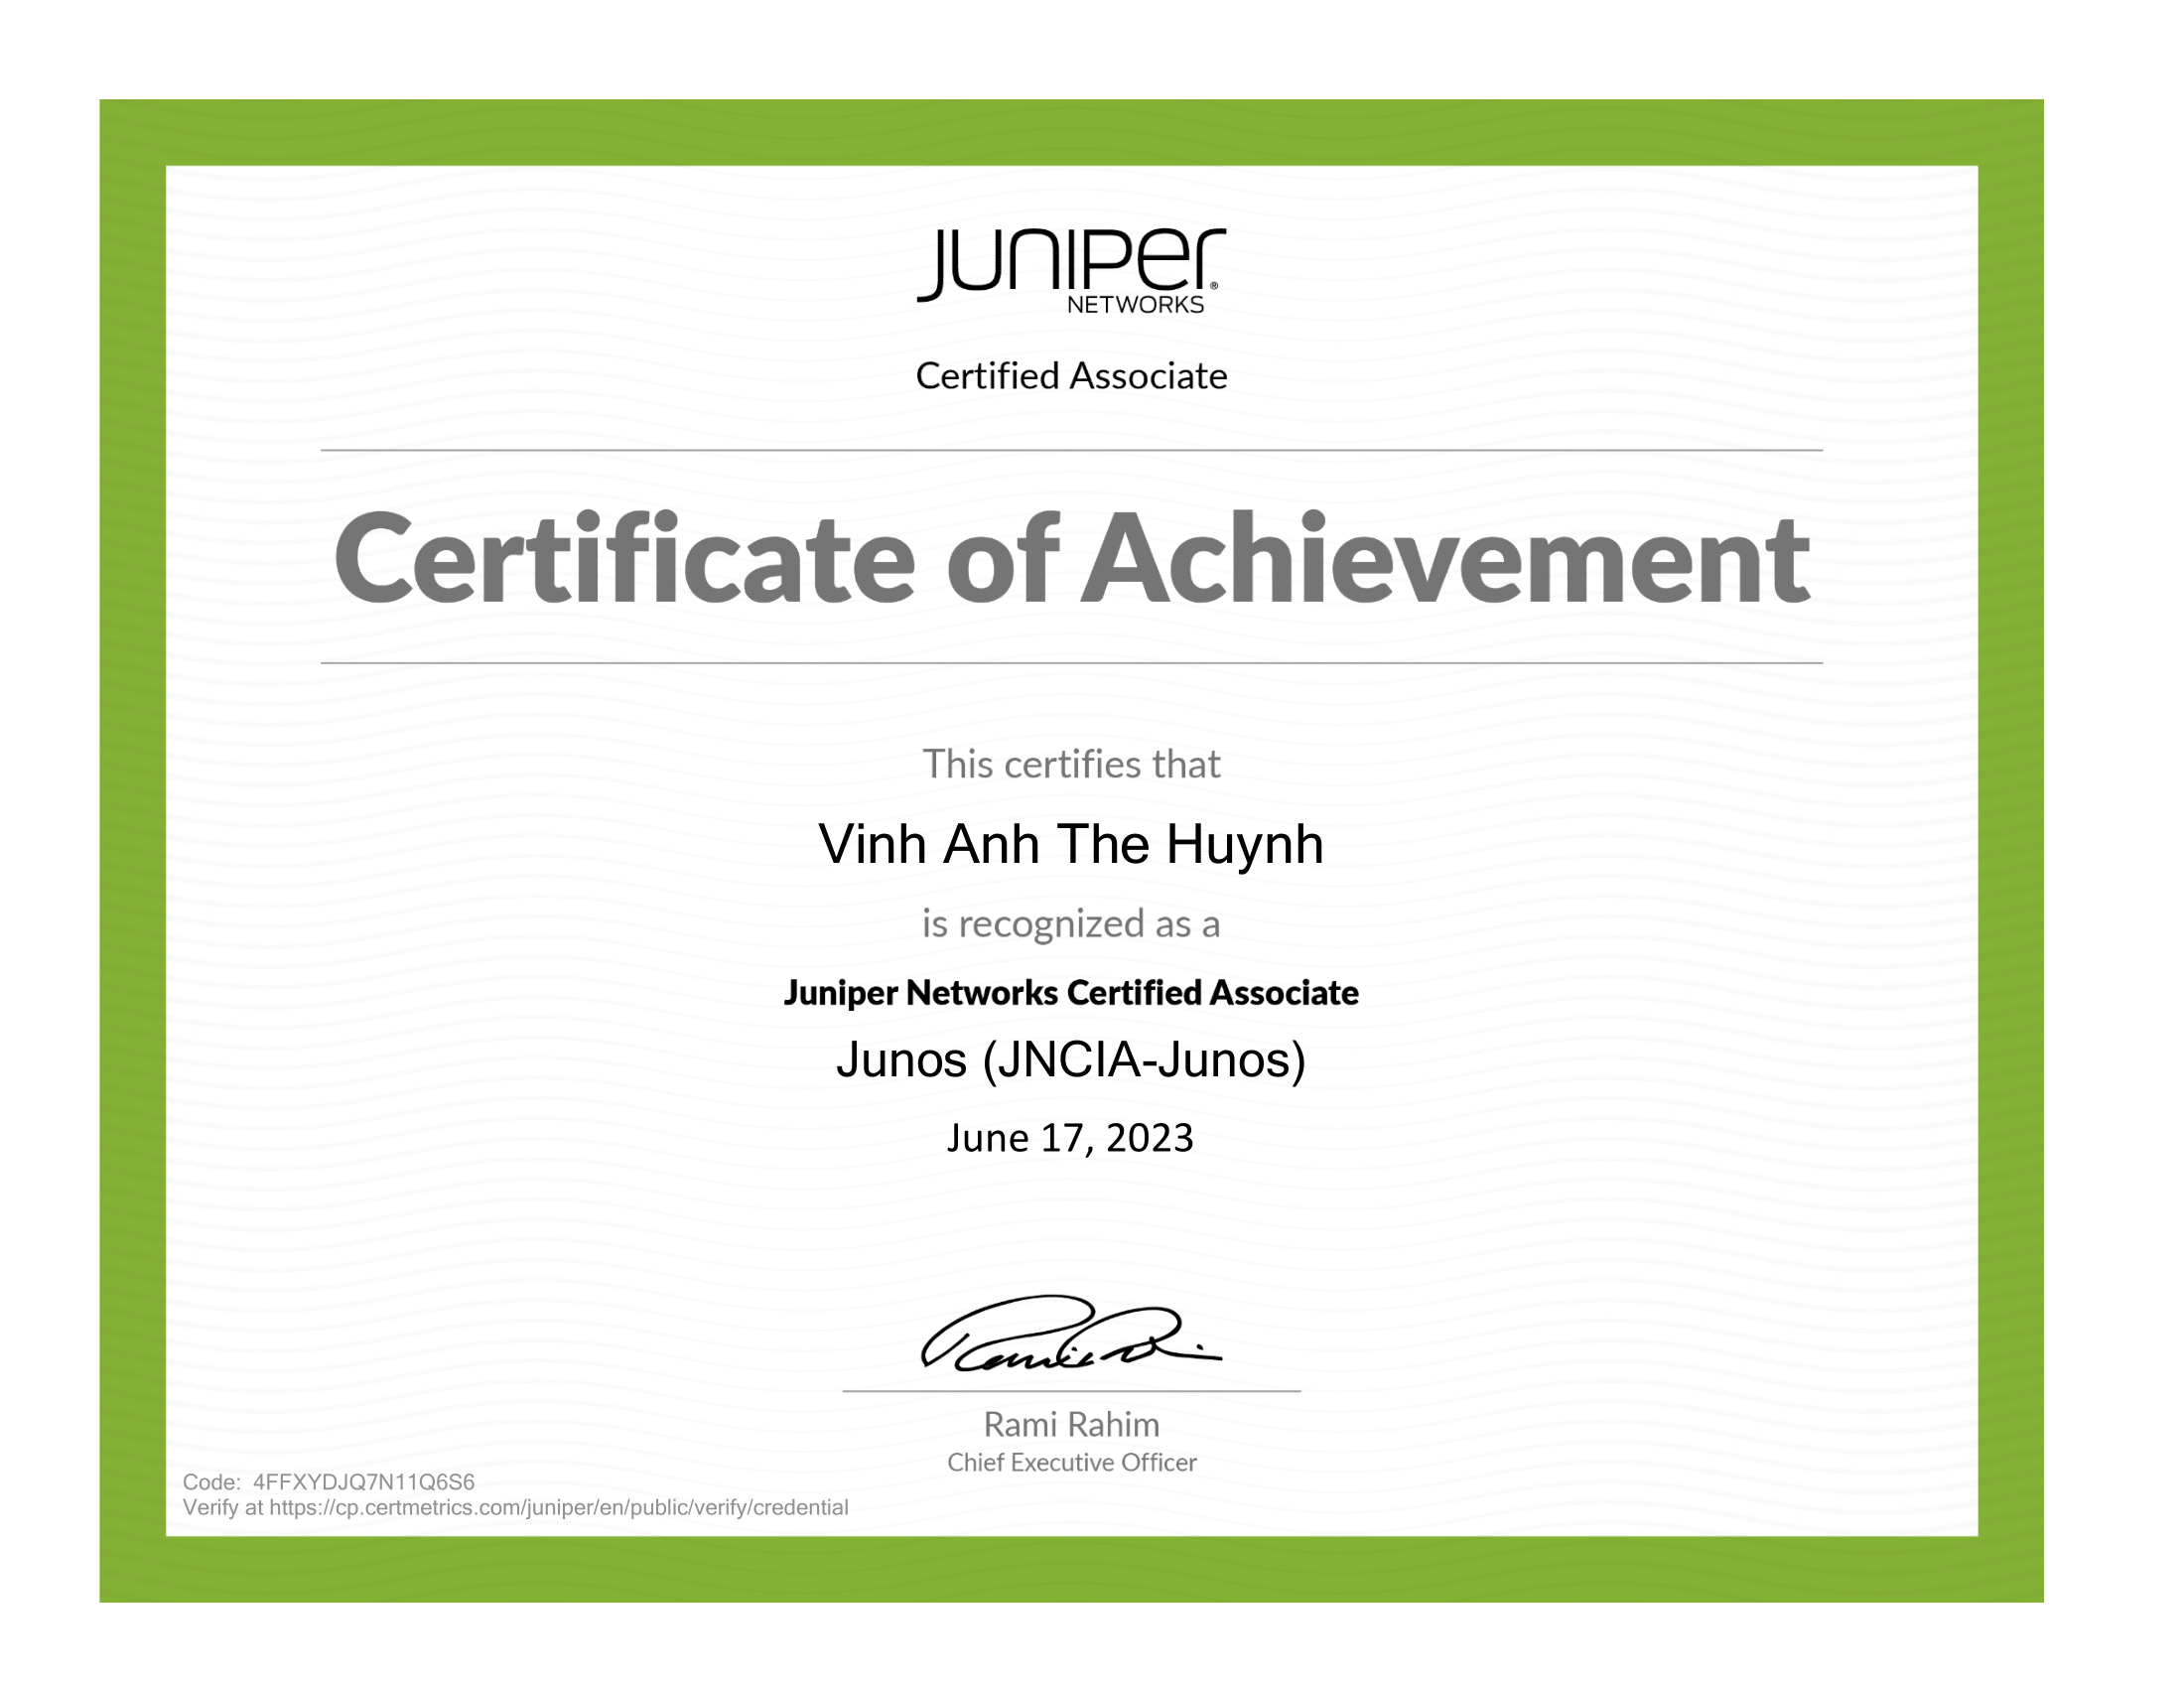 JUNIPer®
NETWORKS
Certified Associate
Certificate of Achievement
This certifies that
Vinh Anh The Huynh
is recognized as a
Juniper Networks Certified Associate
Junos (JNCIA-Junos)
June 17, 2023
Rami Rahim
Chief Executive Officer
Code: 4FFXYDJQ7N11Q6S6
Verify at https://cp.certmetrics.com/juniper/en/public/verify/credential